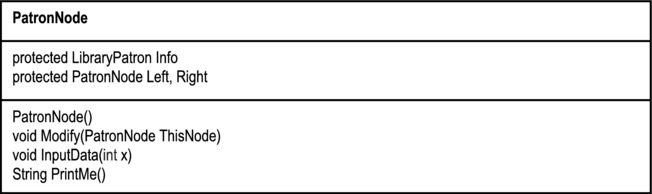 PatronNode
protected LibraryPatron Info
protected PatronNode Left, Right
PatronNode()
void Modify(PatronNode ThisNode)
void InputData(int x)
String PrintMe()